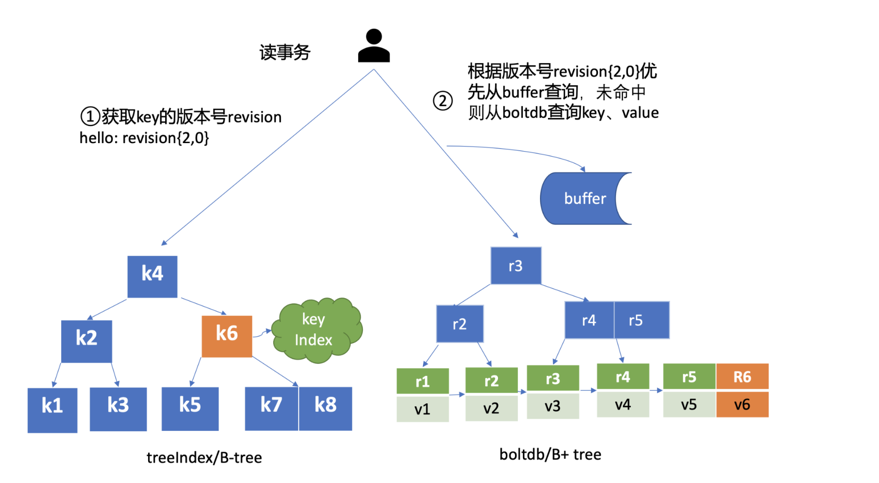 读事务
①获取key的版本号revision
hello: revision{2,0}
②
根据版本号revision{2,0}优
先从buffer查询，未命中
则从boltdb查询key、value
buffer
k4
k2
k6
key
Index
k1
k3
k5
k7
k8
treeIndex/B-tree
r3
r2
r4
r5
r1
r2
r3
r4
r5
R6
v1
v2
v3
v4
v5
v6
boltdb/B+ tree